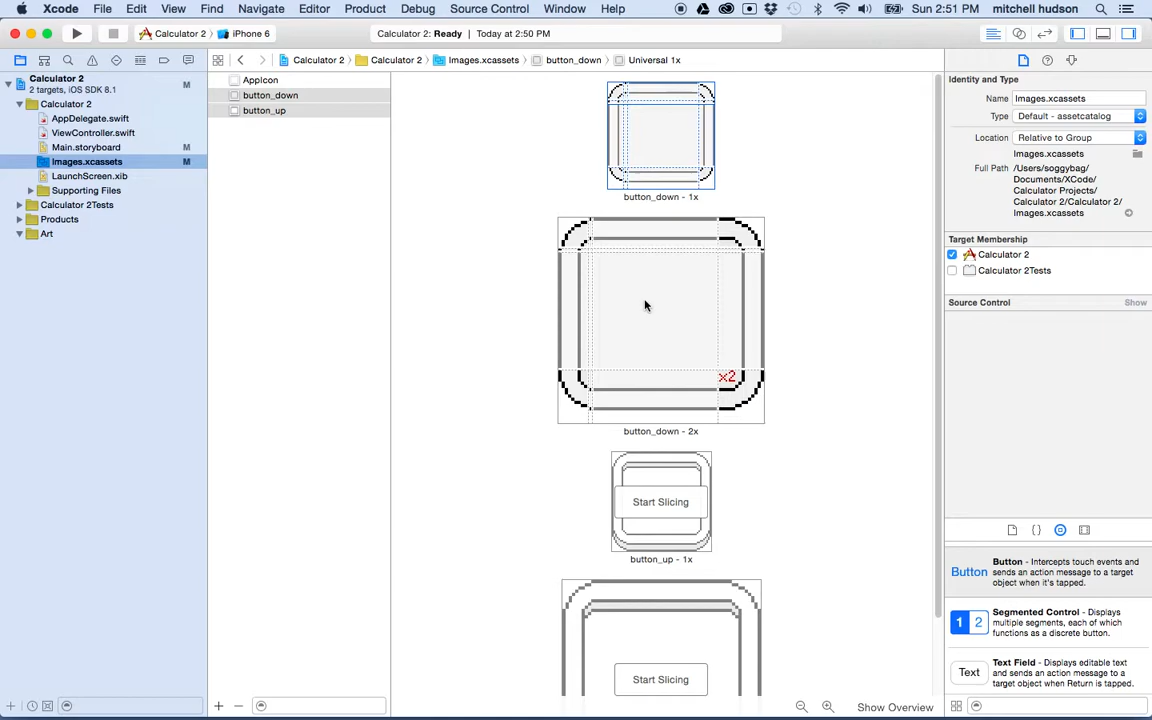 Xcode File Edit View Find Navigate Editor Product Debug Source Control Window Help Sun 2:51 PM mitchell hudson
Calculator 2 iPhone 6 Calculator 2: Ready Today at 2:50 PM
Calculator 2 Calculator 2 Images.xcassets button_down Universal 1x
Calculator 2
2 targets, iOS SDK 8.1
Calculator 2
AppDelegate.swift
ViewController.swift
Main.storyboard M
Images.xcassets M
LaunchScreen.xib
Supporting Files
Calculator 2Tests
Products
Art
AppIcon
button_down
button_up
button_down - 1x
x2
button_down - 2x
Start Slicing
button_up - 1x
Start Slicing
Show Overview
Identity and Type
Name Images.xcassets
Type Default - assetcatalog
Location Relative to Group
Images.xcassets
Full Path /Users/soggybag/
Documents/XCode/
Calculator Projects/
Calculator 2/Calculator 2/
Images.xcassets
Target Membership
Calculator 2
Calculator 2Tests
Source Control Show
Button
Button - Intercepts touch events and
sends an action message to a target
object when it's tapped.
1 2
Segmented Control - Displays
multiple segments, each of which
functions as a discrete button.
Text
Text Field - Displays editable text
and sends an action message to a
target object when Return is tapped.